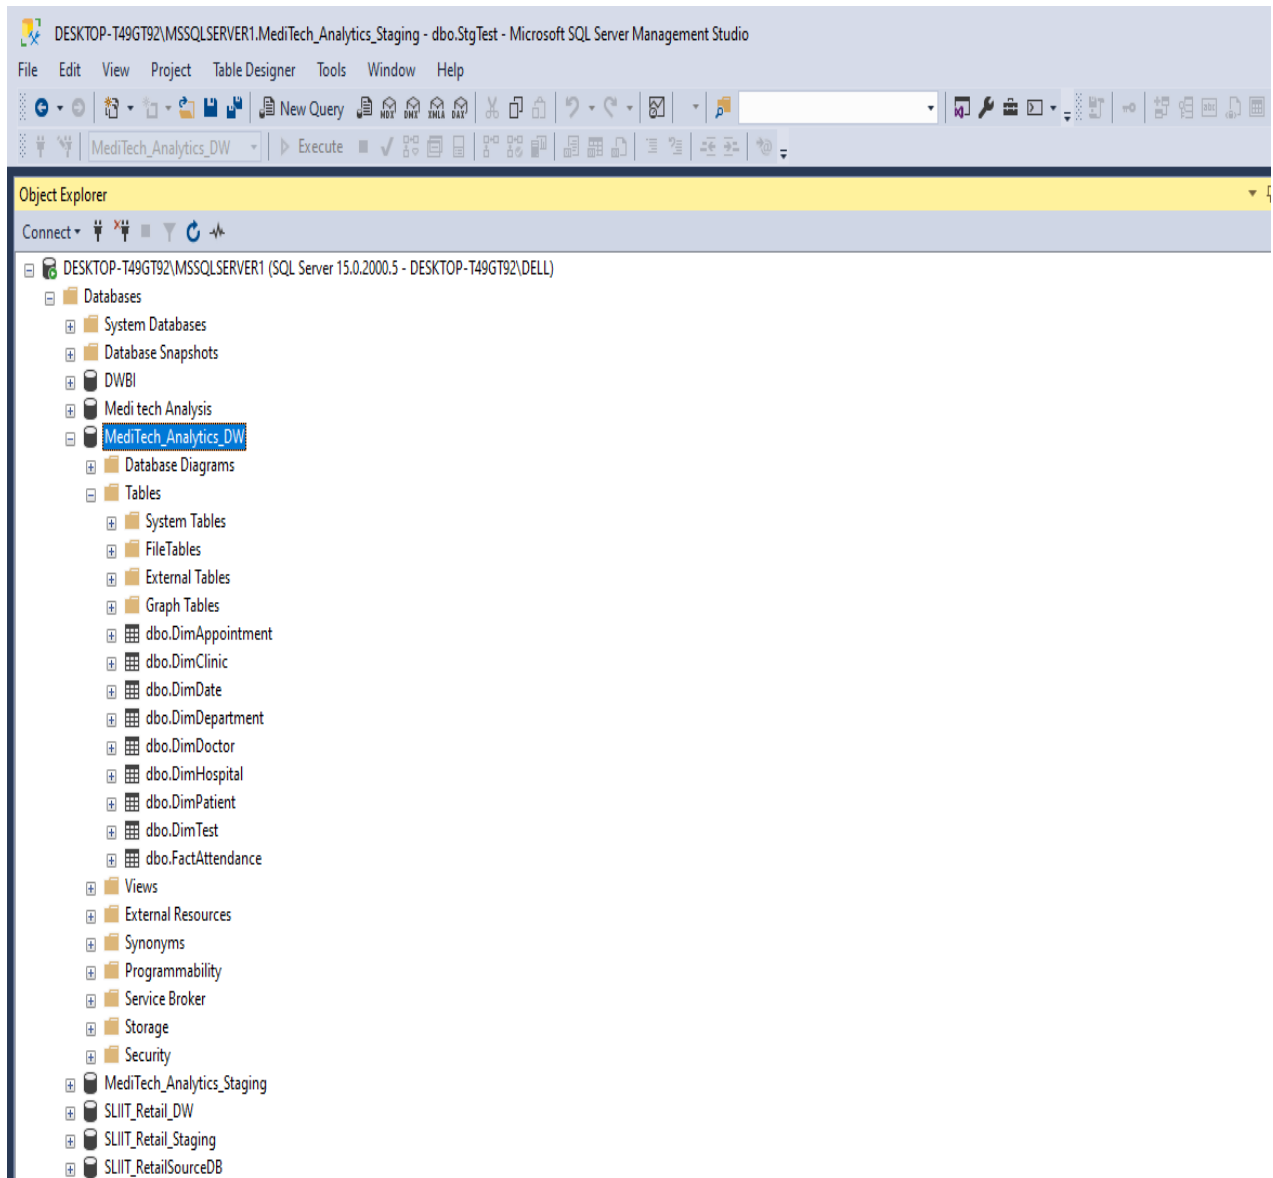 DESKTOP-T49GT92\MSSQLSERVER1.MediTech_Analytics_Staging - dbo.StgTest - Microsoft SQL Server Management Studio
File Edit View Project Table Designer Tools Window Help
New Query MDX DMX XMLA DAX
MediTech_Analytics_DW Execute
Object Explorer
Connect
DESKTOP-T49GT92\MSSQLSERVER1 (SQL Server 15.0.2000.5 - DESKTOP-T49GT92\DELL)
Databases
System Databases
Database Snapshots
DWBI
Medi tech Analysis
MediTech_Analytics_DW
Database Diagrams
Tables
System Tables
FileTables
External Tables
Graph Tables
dbo.DimAppointment
dbo.DimClinic
dbo.DimDate
dbo.DimDepartment
dbo.DimDoctor
dbo.DimHospital
dbo.DimPatient
dbo.DimTest
dbo.FactAttendance
Views
External Resources
Synonyms
Programmability
Service Broker
Storage
Security
MediTech_Analytics_Staging
SLIIT_Retail_DW
SLIIT_Retail_Staging
SLIIT_RetailSourceDB